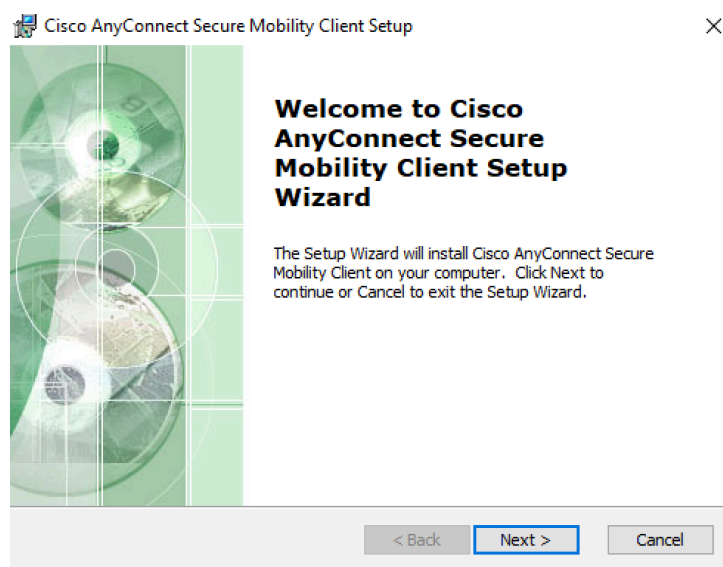 Cisco AnyConnect Secure Mobility Client Setup
Welcome to Cisco
AnyConnect Secure
Mobility Client Setup
Wizard
The Setup Wizard will install Cisco AnyConnect Secure
Mobility Client on your computer.  Click Next to
continue or Cancel to exit the Setup Wizard.
< Back
Next >
Cancel